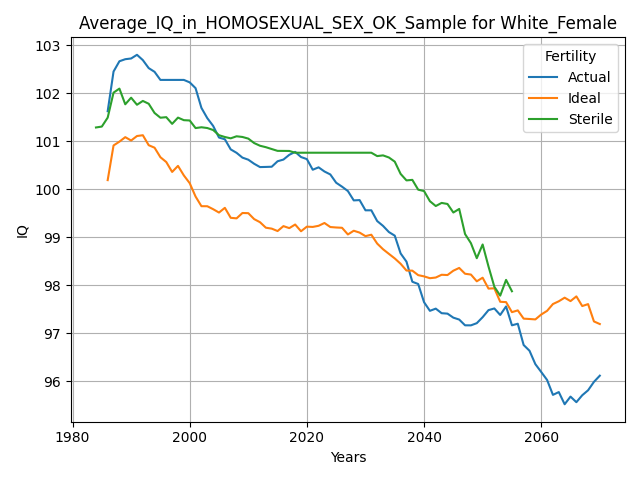 Average_IQ_in_HOMOSEXUAL_SEX_OK_Sample for White_Female
103
102
101
100
99
98
97
96
IQ
1980
2000
2020
2040
2060
Years
Fertility
Actual
Ideal
Sterile